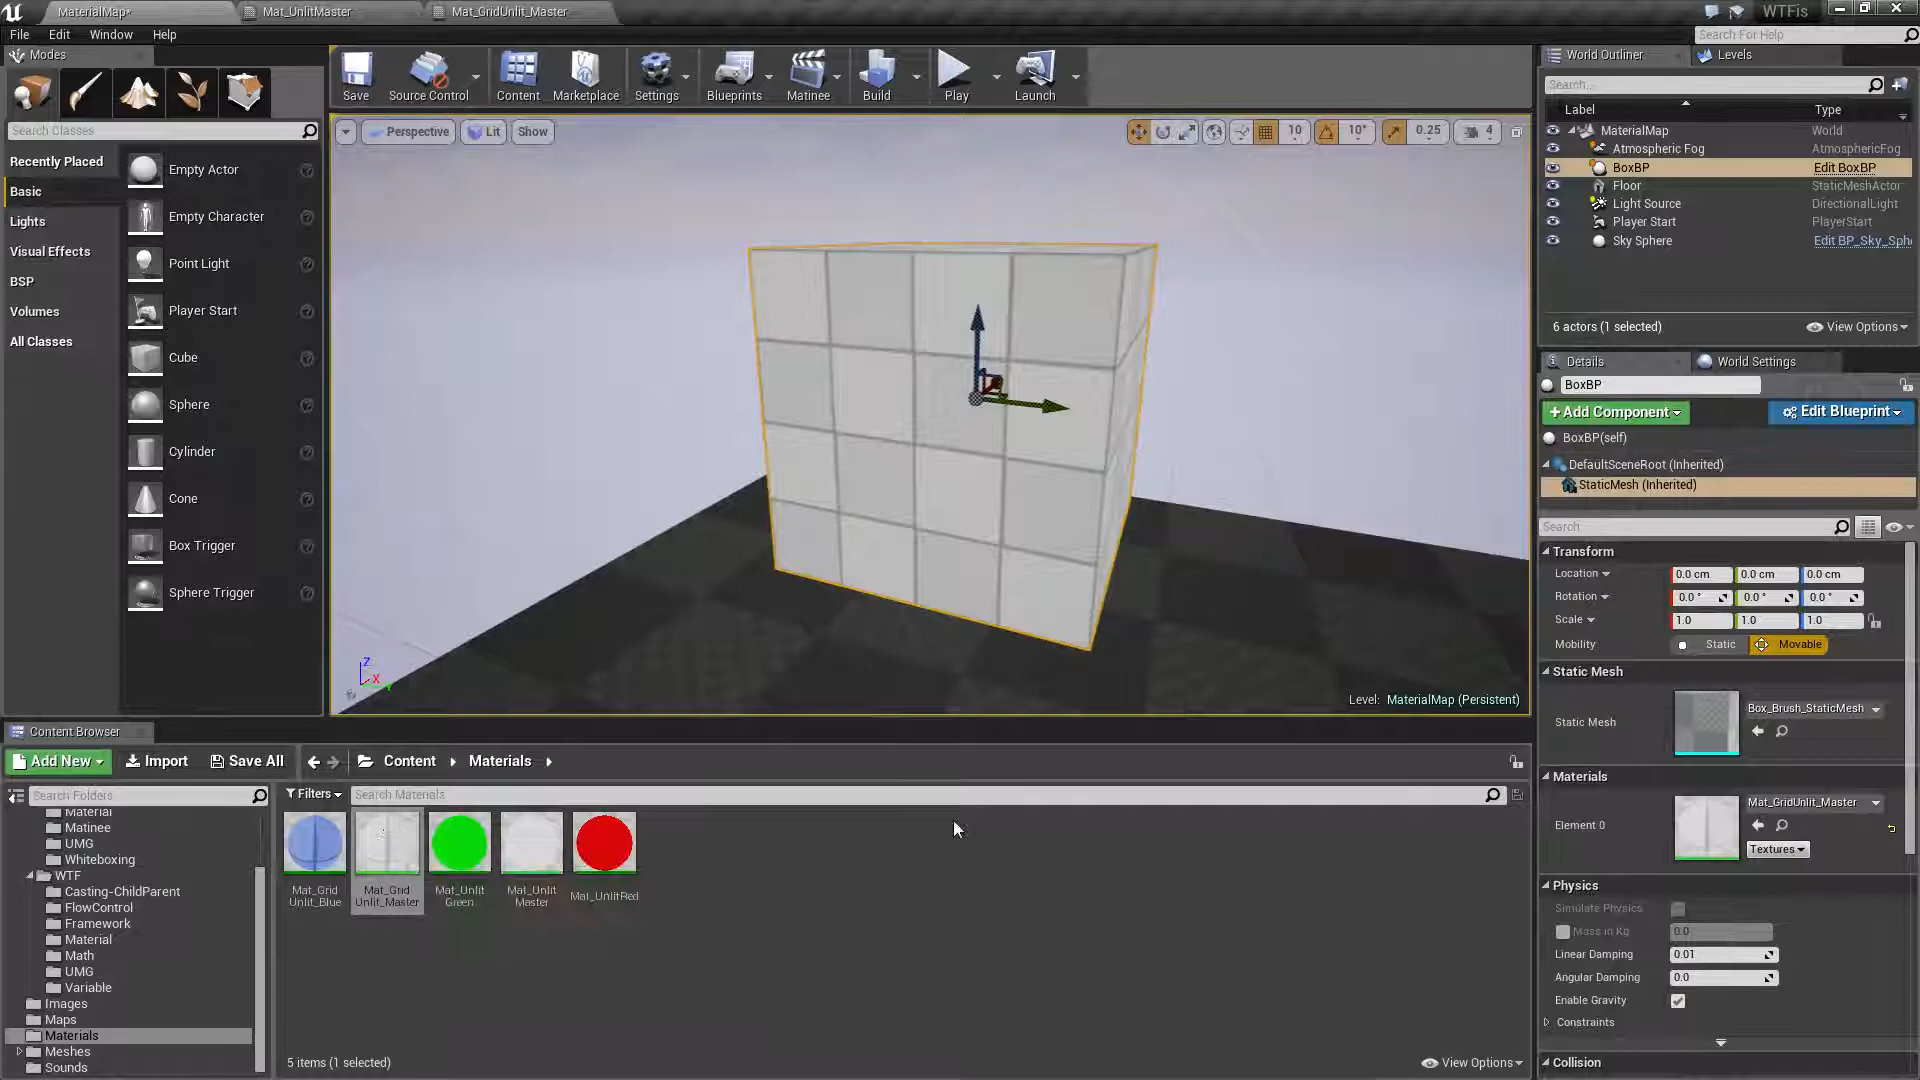 MaterialMap*
Mat_UnlitMaster
Mat_GridUnlit_Master
WTFis
File Edit Window Help
Search For Help
Modes
Save
Source Control
Content
Marketplace
Settings
Blueprints
Matinee
Build
Play
Launch
Search Classes
Recently Placed
Basic
Lights
Visual Effects
BSP
Volumes
All Classes
Empty Actor
Empty Character
Point Light
Player Start
Cube
Sphere
Cylinder
Cone
Box Trigger
Sphere Trigger
Perspective
Lit
Show
10
10°
0.25
4
Z
X
Y
Level: MaterialMap (Persistent)
World Outliner
Levels
Search...
Label Type
MaterialMap World
Atmospheric Fog AtmosphericFog
BoxBP Edit BoxBP
Floor StaticMeshActor
Light Source DirectionalLight
Player Start PlayerStart
Sky Sphere Edit BP_Sky_Sph
6 actors (1 selected)
View Options
Details
World Settings
BoxBP
+Add Component
Edit Blueprint
BoxBP(self)
DefaultSceneRoot (Inherited)
StaticMesh (Inherited)
Search
Transform
Location 0.0 cm 0.0 cm 0.0 cm
Rotation 0.0 ° 0.0 ° 0.0 °
Scale 1.0 1.0 1.0
Mobility Static Movable
Static Mesh
Static Mesh Box_Brush_StaticMesh
Materials
Element 0 Mat_GridUnlit_Master
Textures
Physics
Simulate Physics
Mass in Kg 0.0
Linear Damping 0.01
Angular Damping 0.0
Enable Gravity
Constraints
Collision
Content Browser
Add New
Import
Save All
Content
Materials
Search Folders
Filters
Search Materials
Material
Matinee
UMG
Whiteboxing
WTF
Casting-ChildParent
FlowControl
Framework
Material
Math
UMG
Variable
Images
Maps
Materials
Meshes
Sounds
Mat_Grid
Unlit_Blue
Mat_Grid
Unlit_Master
Mat_Unlit
Green
Mat_Unlit
Master
Mat_UnlitRed
5 items (1 selected)
View Options